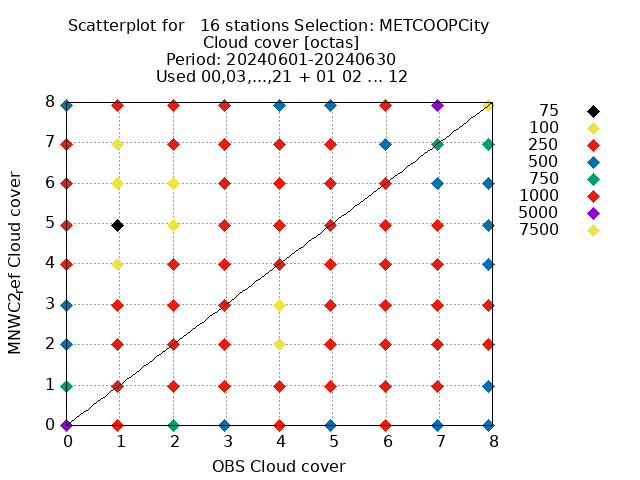 Scatterplot for 16 stations Selection: METCOOPCity
Cloud cover [octas]
Period: 20240601-20240630
Used 00,03,...,21 + 01 02 ... 12
8
7
6
5
4
3
2
1
0
MNWC2ref Cloud cover
0 1 2 3 4 5 6 7 8
OBS Cloud cover
75
100
250
500
750
1000
5000
7500